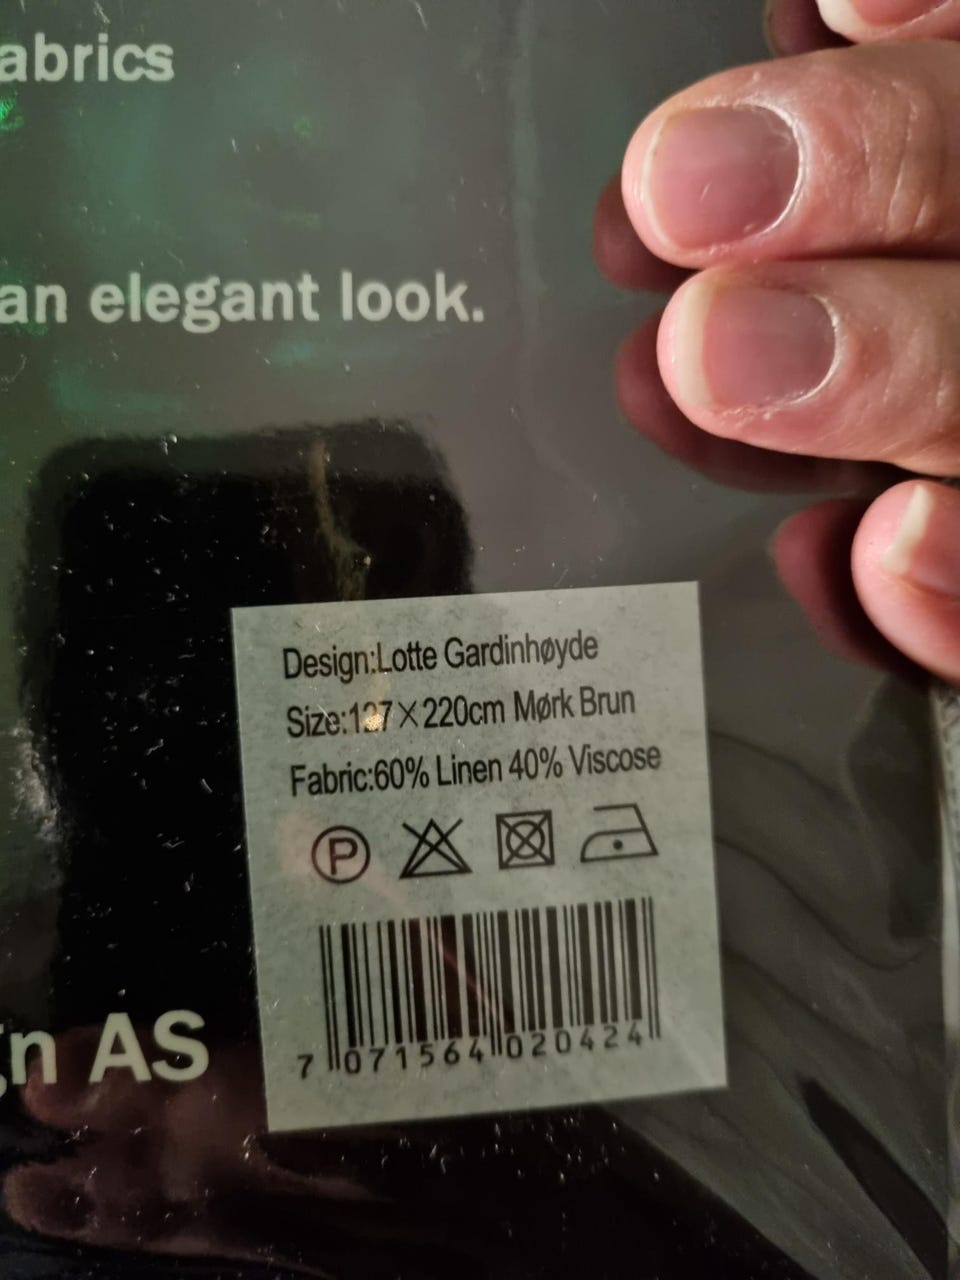 abrics
an elegant look.
Design:Lotte Gardinhøyde
Size:137×220cm Mørk Brun
Fabric:60% Linen 40% Viscose
P
7 071564 020424
gn AS